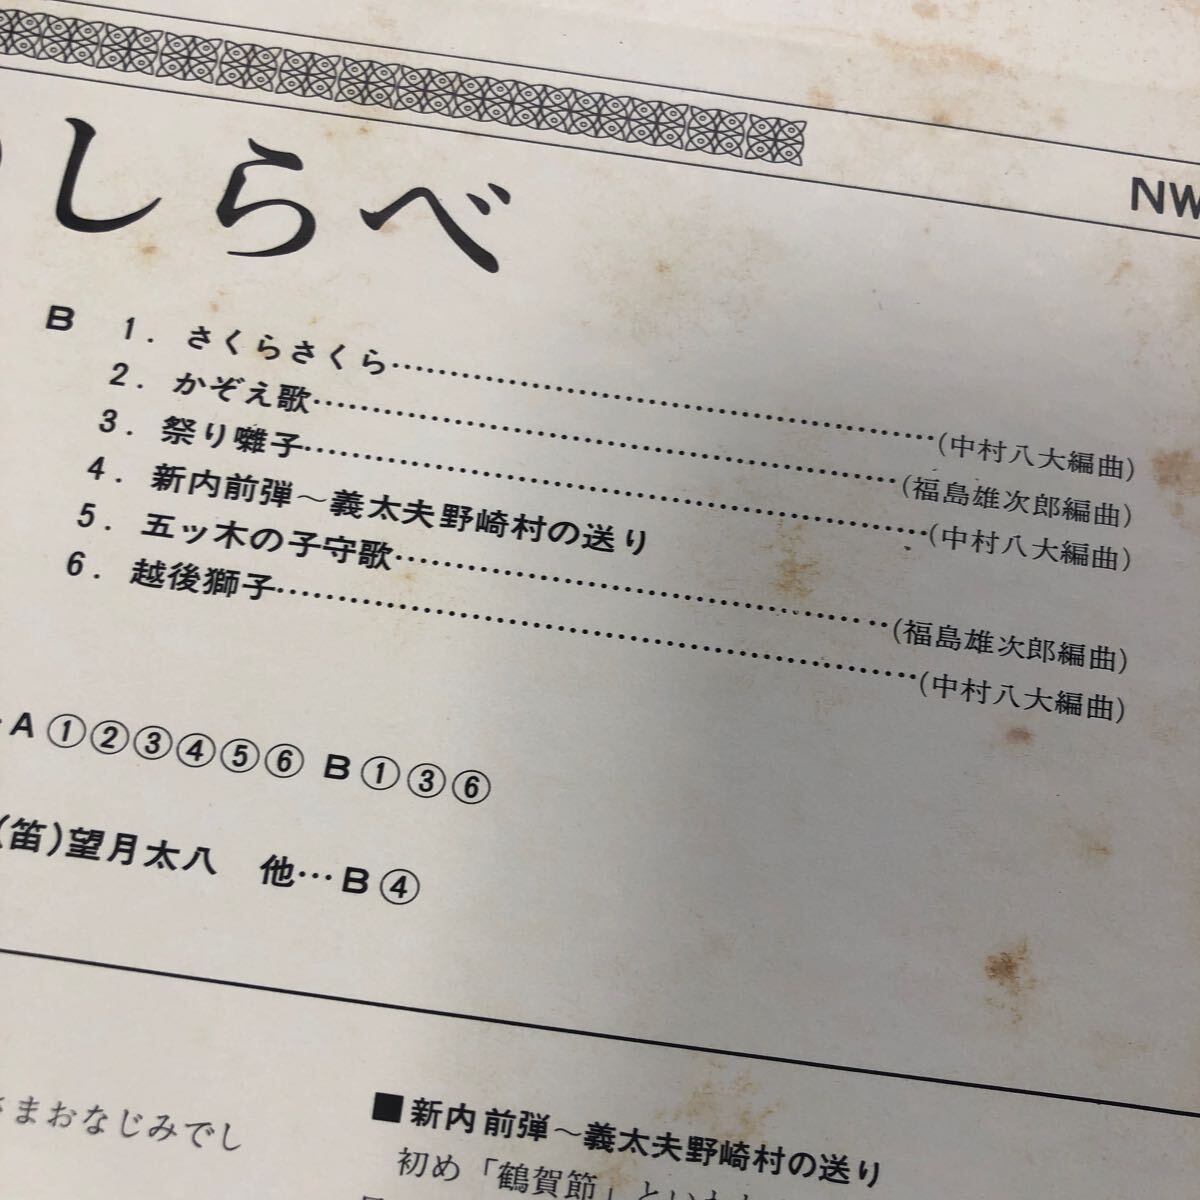 しらべ
NW
B 1. さくらさくら……………………………………(中村八大編曲)
2. かぞえ歌……………………………………(福島雄次郎編曲)
3. 祭り囃子……………………………………(中村八大編曲)
4. 新内前弾〜義太夫野崎村の送り
5. 五ッ木の子守歌……………………………(福島雄次郎編曲)
6. 越後獅子……………………………………(中村八大編曲)
A①②③④⑤⑥ B①③⑥
(笛)望月太八 他…B④
まおなじみでし
■新内前弾〜義太夫野崎村の送り
初め「鶴賀節」といわ